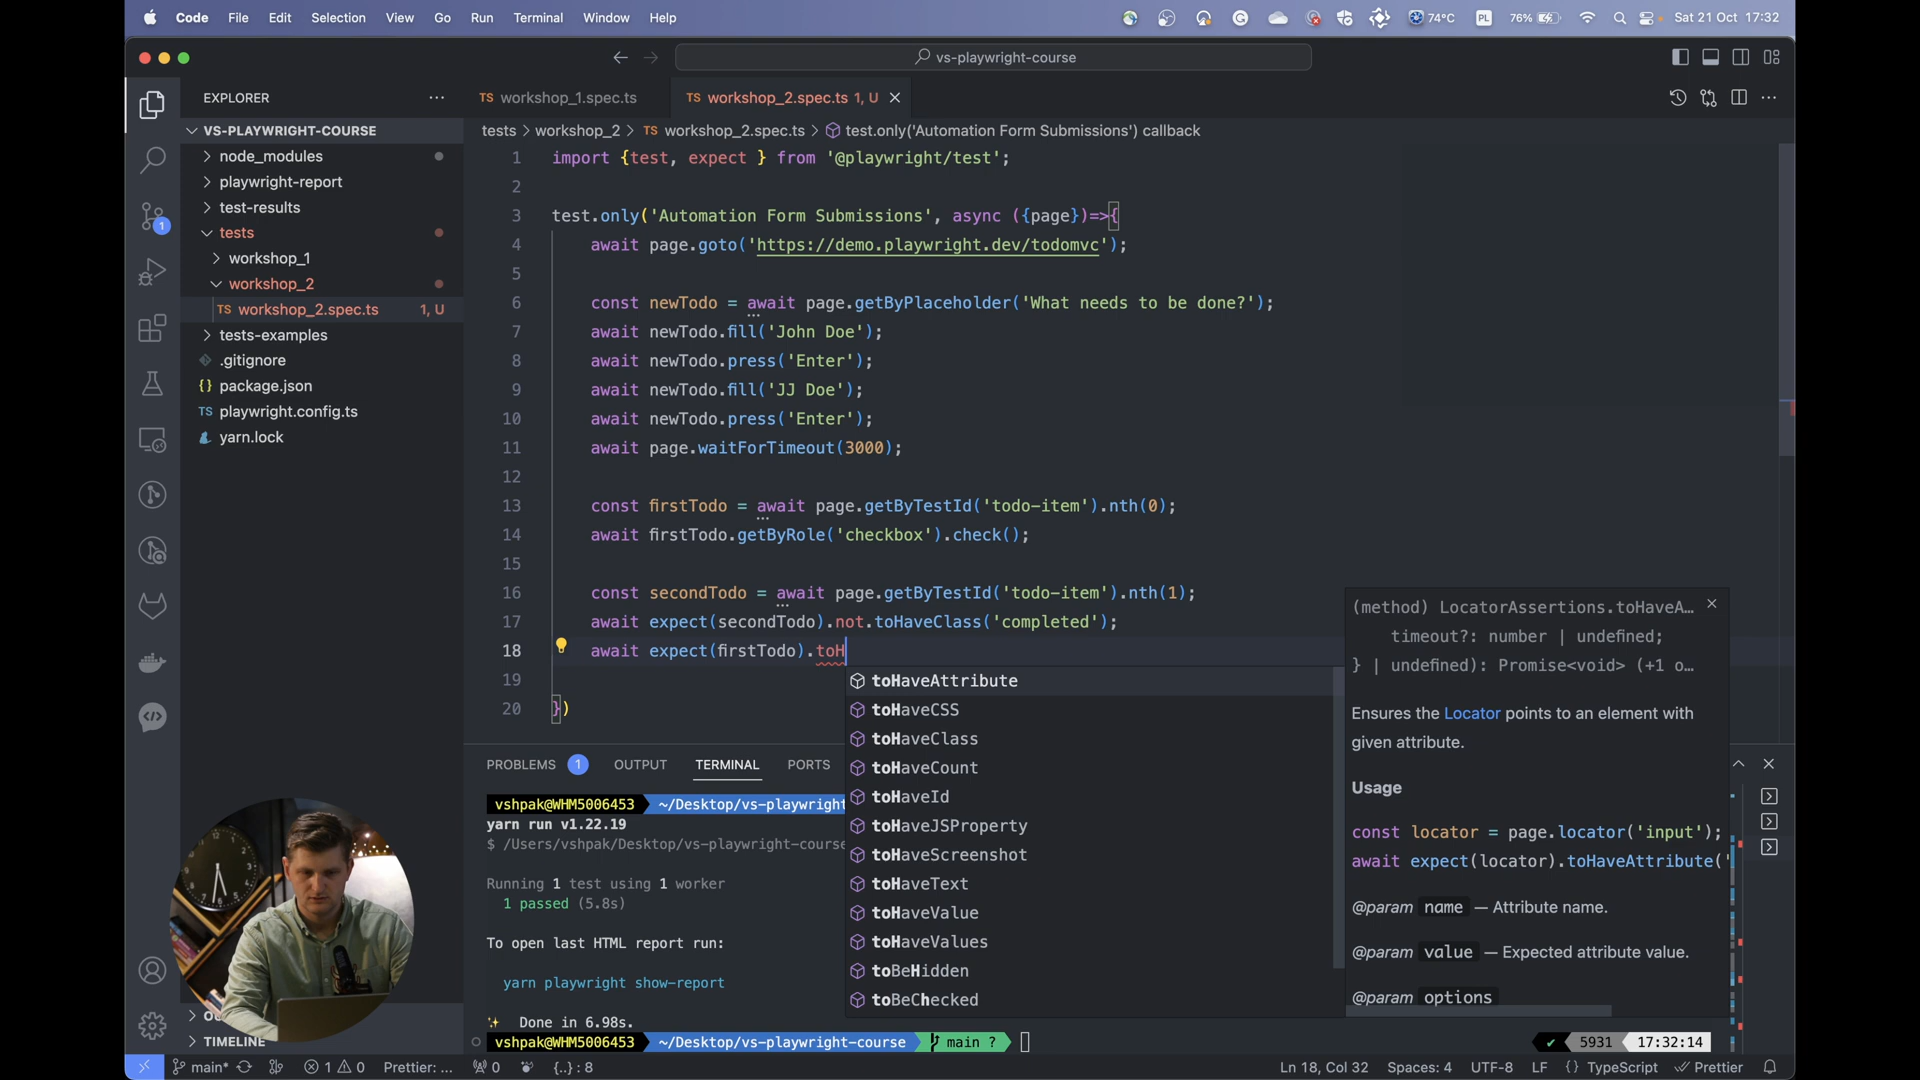 Code File Edit Selection View Go Run Terminal Window Help
74°C PL 76% Sat 21 Oct 17:32
vs-playwright-course
EXPLORER
TS workshop_1.spec.ts
TS workshop_2.spec.ts 1, U
VS-PLAYWRIGHT-COURSE
tests > workshop_2 > TS workshop_2.spec.ts > test.only('Automation Form Submissions') callback
node_modules
playwright-report
test-results
tests
workshop_1
workshop_2
TS workshop_2.spec.ts 1, U
tests-examples
.gitignore
{} package.json
TS playwright.config.ts
yarn.lock
1 import {test, expect } from '@playwright/test';
2
3 test.only('Automation Form Submissions', async ({page})=>{
4 await page.goto('https://demo.playwright.dev/todomvc');
5
6 const newTodo = await page.getByPlaceholder('What needs to be done?');
7 await newTodo.fill('John Doe');
8 await newTodo.press('Enter');
9 await newTodo.fill('JJ Doe');
10 await newTodo.press('Enter');
11 await page.waitForTimeout(3000);
12
13 const firstTodo = await page.getByTestId('todo-item').nth(0);
14 await firstTodo.getByRole('checkbox').check();
15
16 const secondTodo = await page.getByTestId('todo-item').nth(1);
17 await expect(secondTodo).not.toHaveClass('completed');
18 await expect(firstTodo).toH
19
20 })
toHaveAttribute
toHaveCSS
toHaveClass
toHaveCount
toHaveId
toHaveJSProperty
toHaveScreenshot
toHaveText
toHaveValue
toHaveValues
toBeHidden
toBeChecked
(method) LocatorAssertions.toHaveA…
timeout?: number | undefined;
} | undefined): Promise<void> (+1 o…
Ensures the Locator points to an element with
given attribute.
Usage
const locator = page.locator('input');
await expect(locator).toHaveAttribute('
@param name — Attribute name.
@param value — Expected attribute value.
@param options
PROBLEMS 1 OUTPUT TERMINAL PORTS
vshpak@WHM5006453 ~/Desktop/vs-playwright
yarn run v1.22.19
$ /Users/vshpak/Desktop/vs-playwright-course
Running 1 test using 1 worker
1 passed (5.8s)
To open last HTML report run:
yarn playwright show-report
Done in 6.98s.
vshpak@WHM5006453 ~/Desktop/vs-playwright-course main ? ✔ 5931 17:32:14
TIMELINE
main* 1 0 Prettier: ... 0 {..} : 8 Ln 18, Col 32 Spaces: 4 UTF-8 LF {} TypeScript Prettier